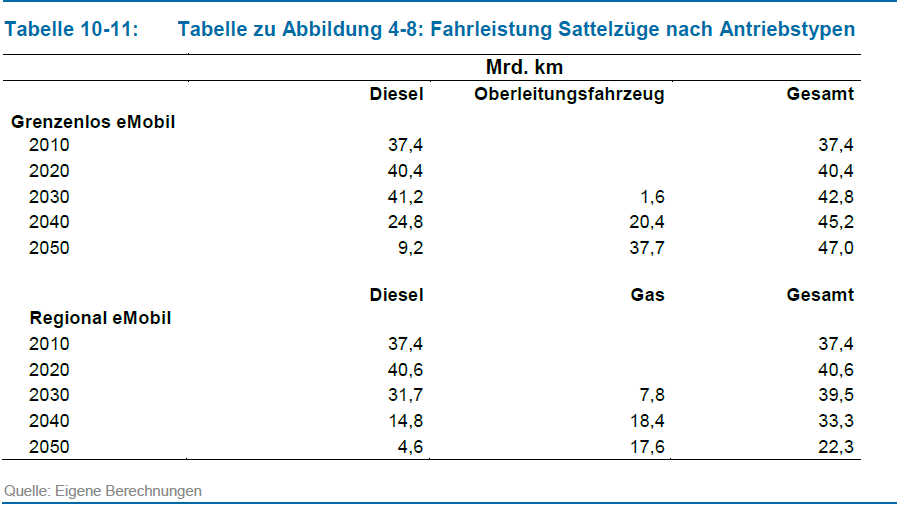 Tabelle 10-11: Tabelle zu Abbildung 4-8: Fahrleistung Sattelzüge nach Antriebstypen
Mrd. km
Diesel Oberleitungsfahrzeug Gesamt
Grenzenlos eMobil
2010 37,4 37,4
2020 40,4 40,4
2030 41,2 1,6 42,8
2040 24,8 20,4 45,2
2050 9,2 37,7 47,0
Diesel Gas Gesamt
Regional eMobil
2010 37,4 37,4
2020 40,6 40,6
2030 31,7 7,8 39,5
2040 14,8 18,4 33,3
2050 4,6 17,6 22,3
Quelle: Eigene Berechnungen